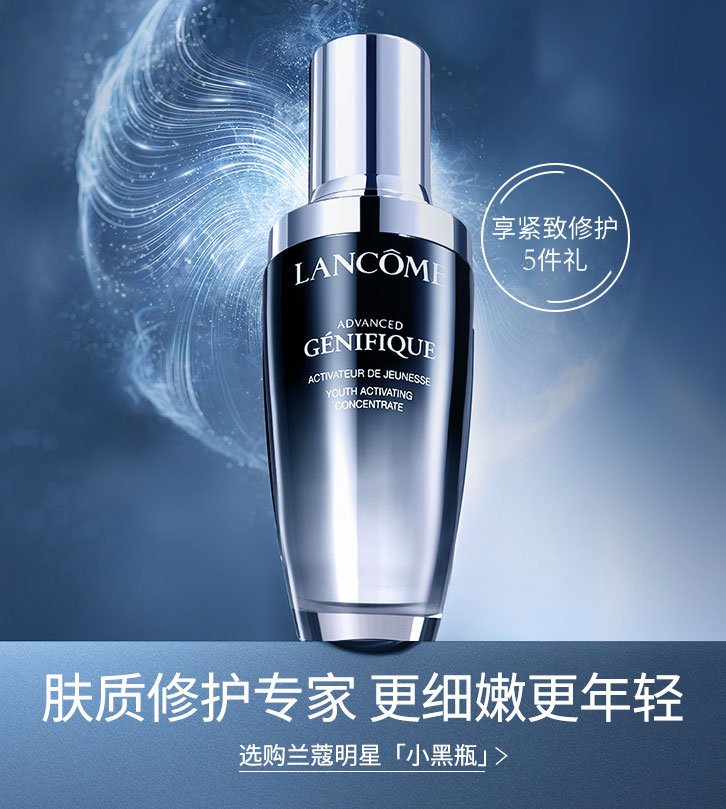 享紧致修护
5件礼
LANCÔME
ADVANCED
GÉNIFIQUE
ACTIVATEUR DE JEUNESSE
YOUTH ACTIVATING
CONCENTRATE
肤质修护专家 更细嫩更年轻
选购兰蔻明星「小黑瓶」>